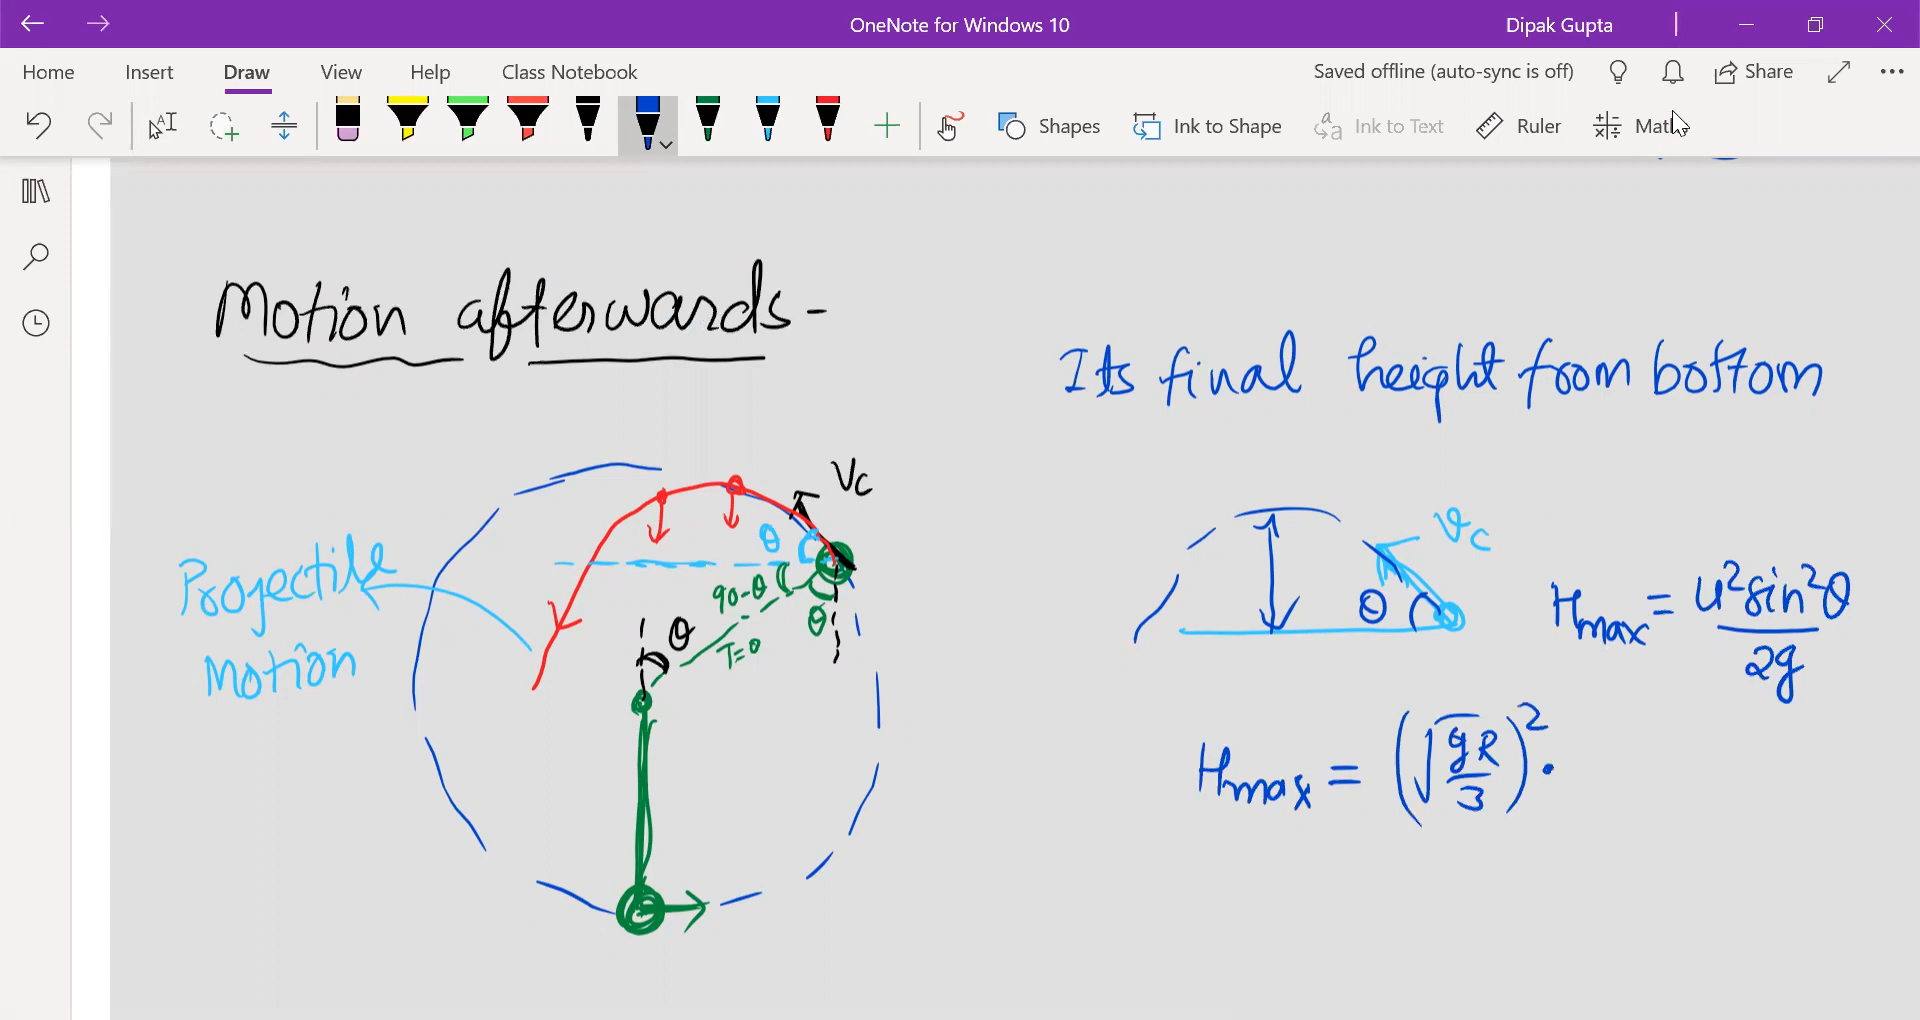 OneNote for Windows 10
Dipak Gupta
Home Insert Draw View Help Class Notebook
Saved offline (auto-sync is off) Share
Shapes Ink to Shape Ink to Text Ruler Math
Motion afterwards -
Its final height from bottom
Vc
θ
Projectile
Motion
90-θ
θ
θ
T=0
vc
θ
Hmax = u²sin²θ / 2g
Hmax = (√gR/3)² .